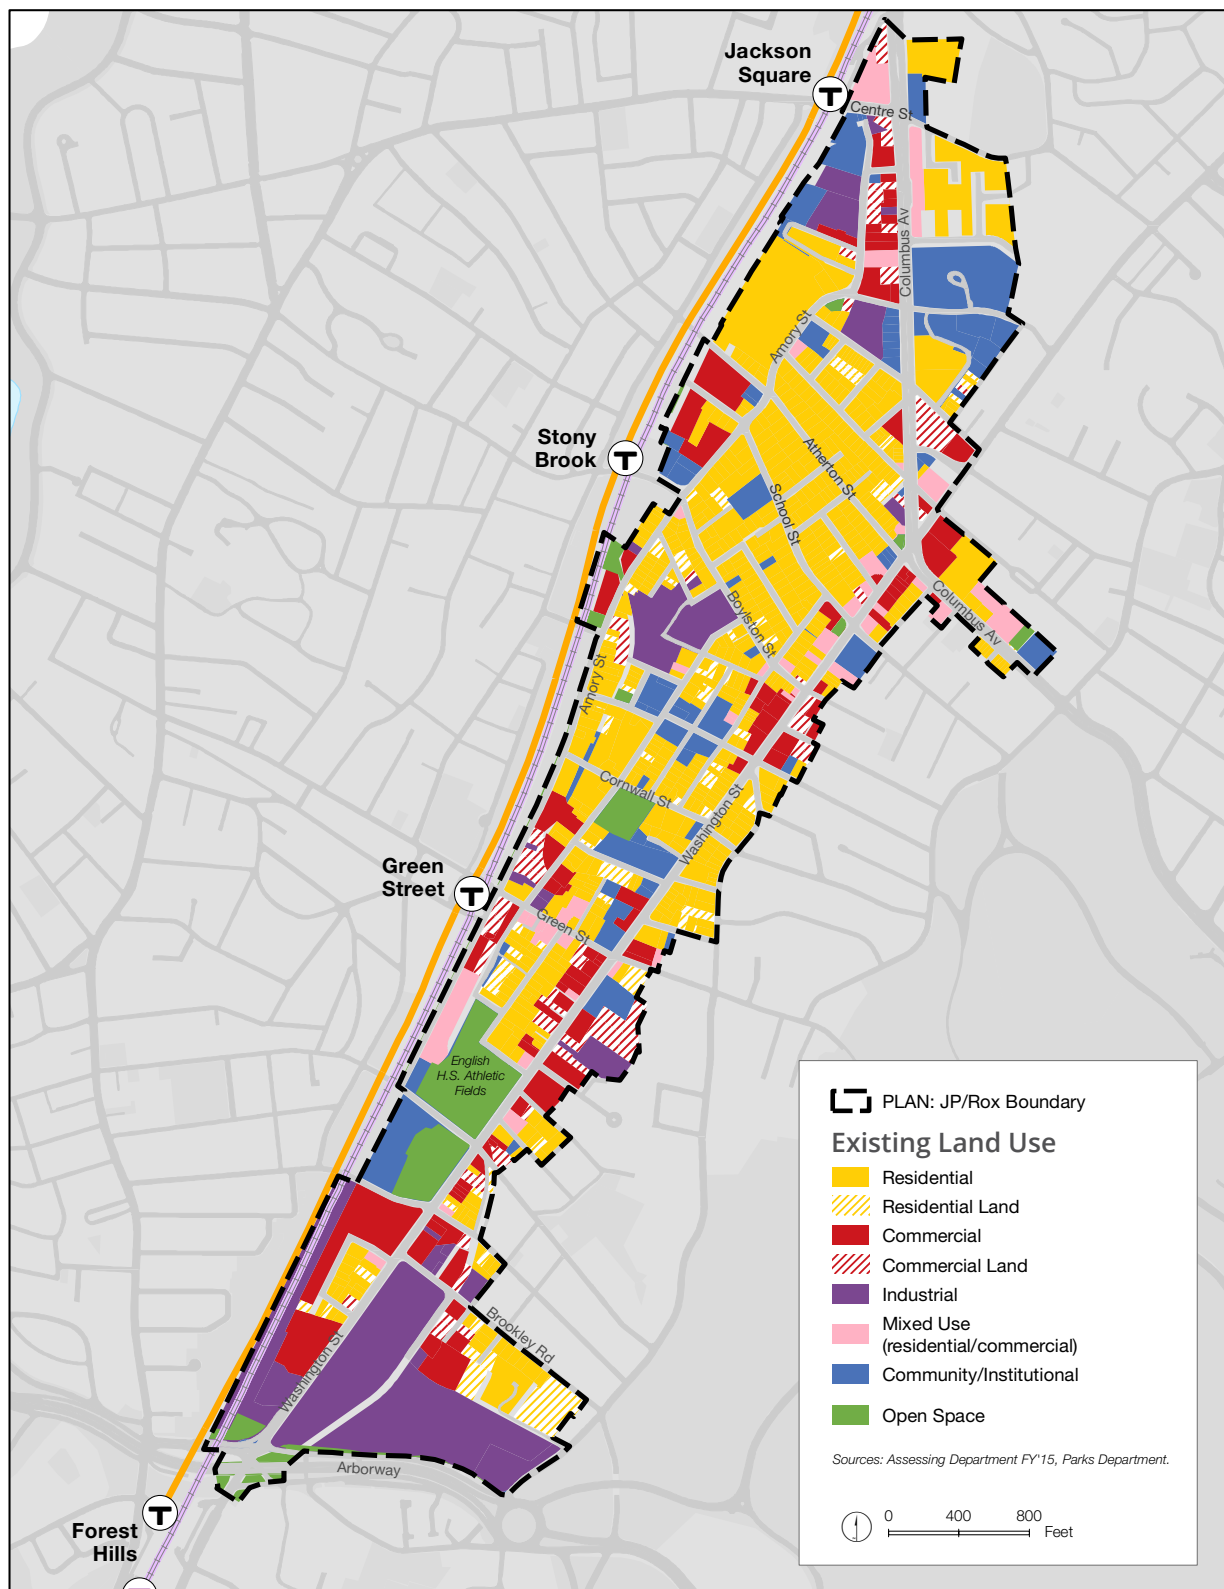 Jackson
Square
T
Centre St
Columbus Av
Amory St
Stony
Brook
T
Atherton St
School St
Columbus Av
Boylston St
Amory St
Cornwall St
Washington St
Green
Street
T
Green St
English
H.S. Athletic
Fields
Brookley Rd
Washington St
Arborway
T
Forest
Hills
PLAN: JP/Rox Boundary
Existing Land Use
Residential
Residential Land
Commercial
Commercial Land
Industrial
Mixed Use
(residential/commercial)
Community/Institutional
Open Space
Sources: Assessing Department FY'15, Parks Department.
0 400 800
Feet